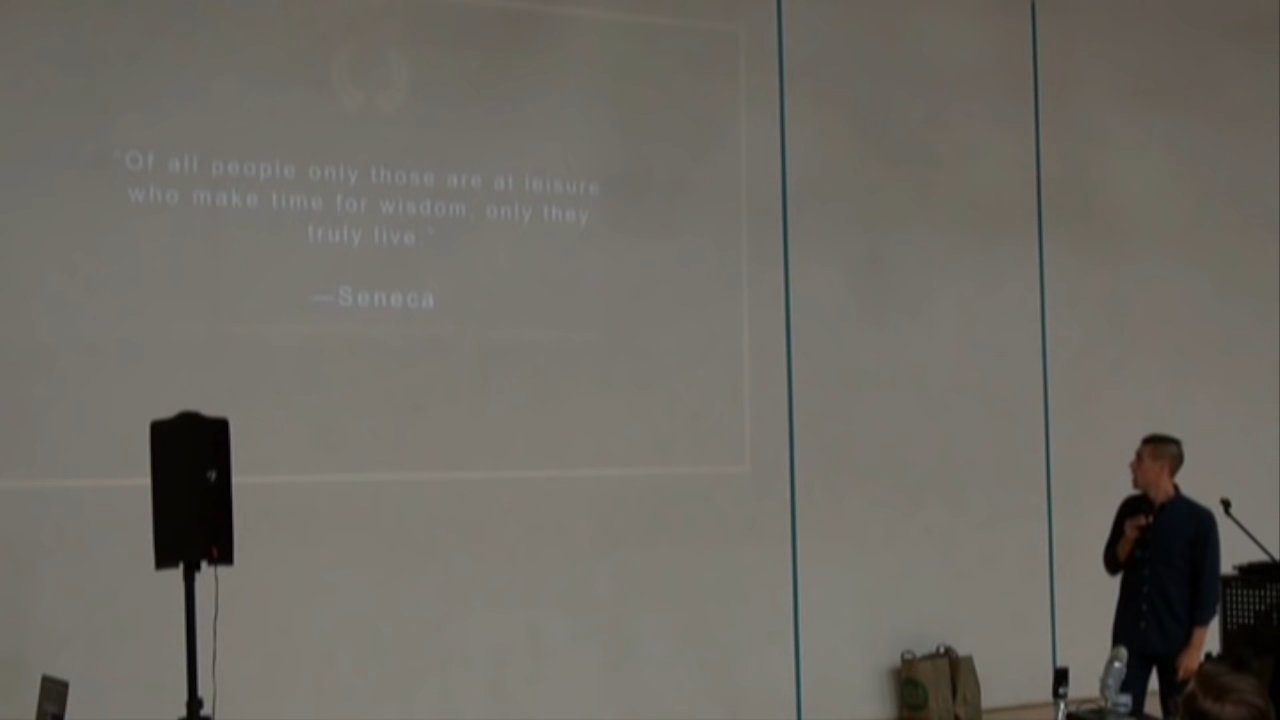 "Of all people only those are at leisure
who make time for wisdom, only they
truly live."
—Seneca